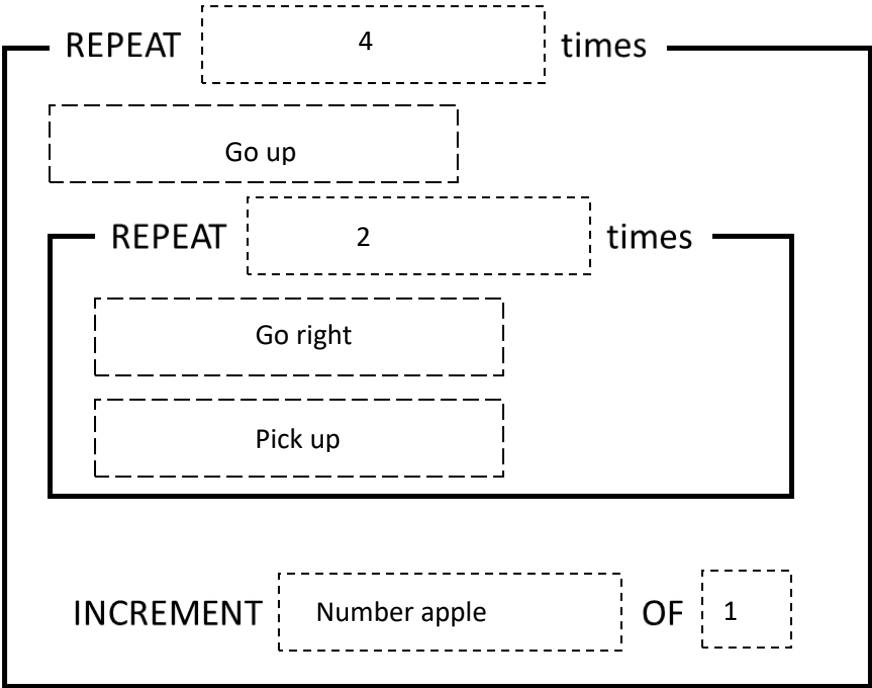 REPEAT 4 times
Go up
REPEAT 2 times
Go right
Pick up
INCREMENT Number apple OF 1